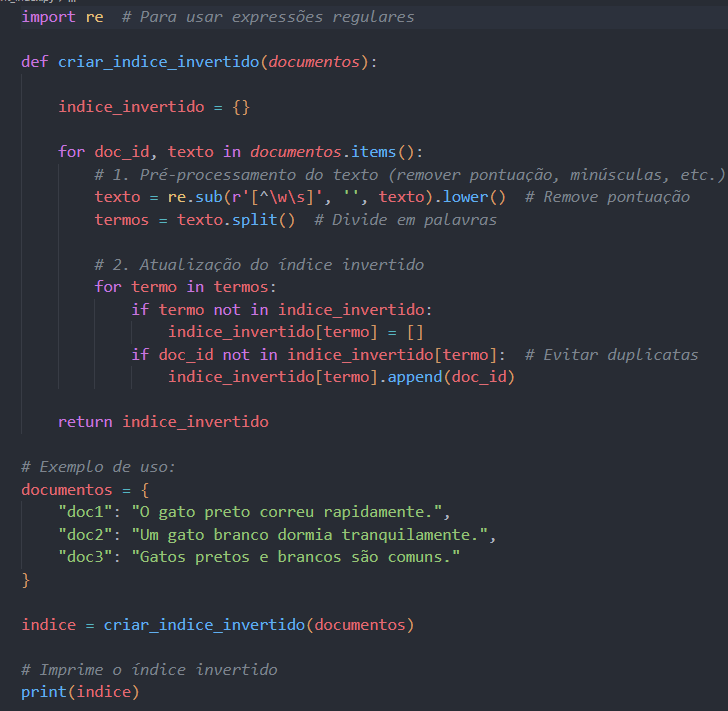 import re  # Para usar expressões regulares
def criar_indice_invertido(documentos):
    indice_invertido = {}
    for doc_id, texto in documentos.items():
        # 1. Pré-processamento do texto (remover pontuação, minúsculas, etc.)
        texto = re.sub(r'[^\w\s]', '', texto).lower()  # Remove pontuação
        termos = texto.split()  # Divide em palavras
        # 2. Atualização do índice invertido
        for termo in termos:
            if termo not in indice_invertido:
                indice_invertido[termo] = []
            if doc_id not in indice_invertido[termo]:  # Evitar duplicatas
                indice_invertido[termo].append(doc_id)
    return indice_invertido
# Exemplo de uso:
documentos = {
    "doc1": "O gato preto correu rapidamente.",
    "doc2": "Um gato branco dormia tranquilamente.",
    "doc3": "Gatos pretos e brancos são comuns."
}
indice = criar_indice_invertido(documentos)
# Imprime o índice invertido
print(indice)